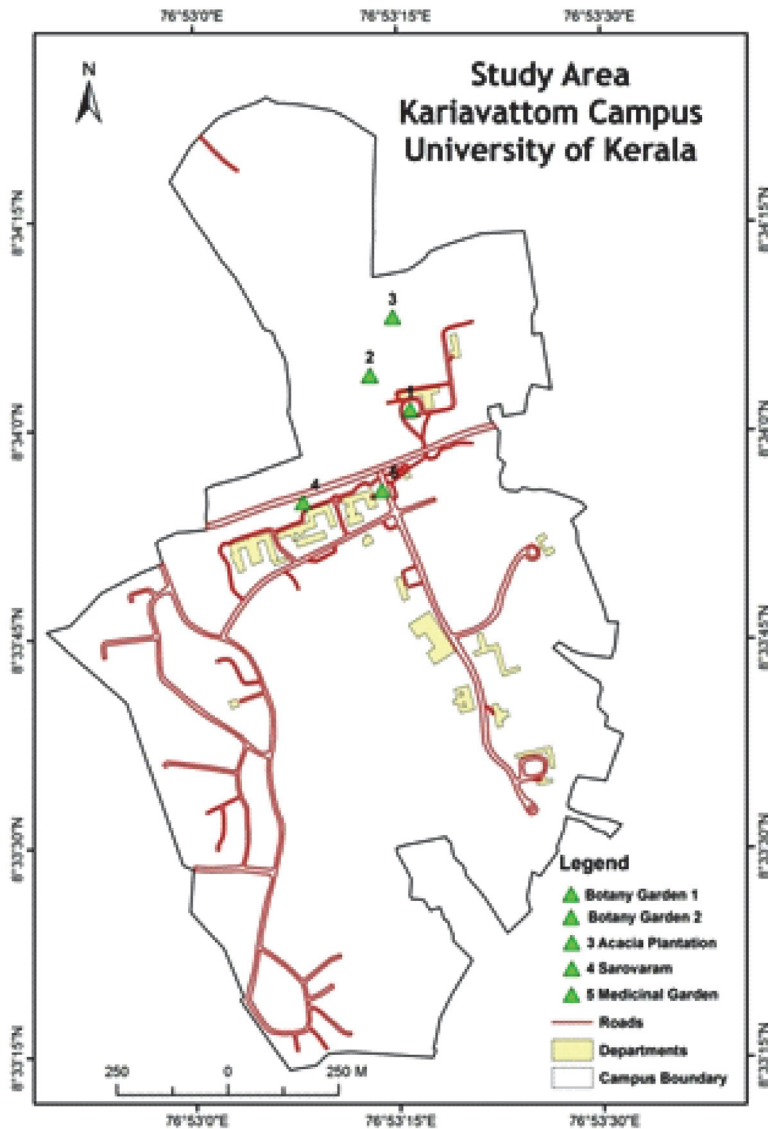 76°53'0"E 76°53'15"E 76°53'30"E
N
Study Area
Kariavattom Campus
University of Kerala
8°34'15"N 8°34'15"N
3
2
1
8°34'0"N 8°34'0"N
4
5
8°33'45"N 8°33'45"N
8°33'30"N 8°33'30"N
Legend
Botany Garden 1
Botany Garden 2
3 Acacia Plantation
4 Sarovaram
5 Medicinal Garden
Roads
Departments
Campus Boundary
8°33'15"N 8°33'15"N
250 0 250 M
76°53'0"E 76°53'15"E 76°53'30"E